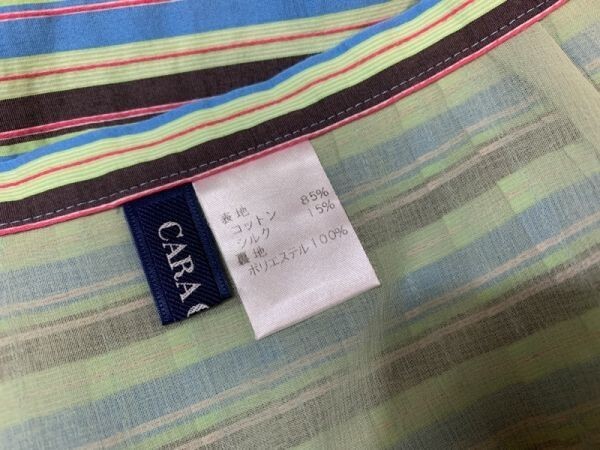 CARA
表地
コットン 85%
シルク 15%
裏地
ポリエステル100%